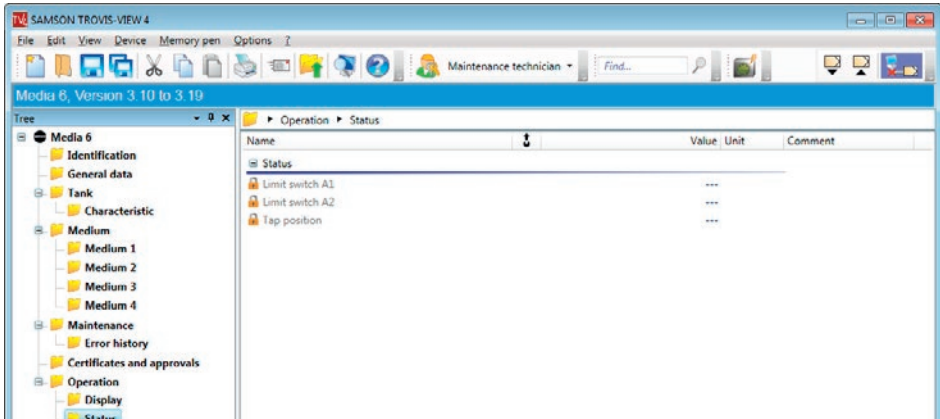 TV4 SAMSON TROVIS-VIEW 4
File Edit View Device Memory pen Options ?
Maintenance technician Find...
Media 6, Version 3.10 to 3.19
Tree Operation Status
Media 6
Identification
General data
Tank
Characteristic
Medium
Medium 1
Medium 2
Medium 3
Medium 4
Maintenance
Error history
Certificates and approvals
Operation
Display
Status
Name Value Unit Comment
Status
Limit switch A1 ---
Limit switch A2 ---
Tap position ---